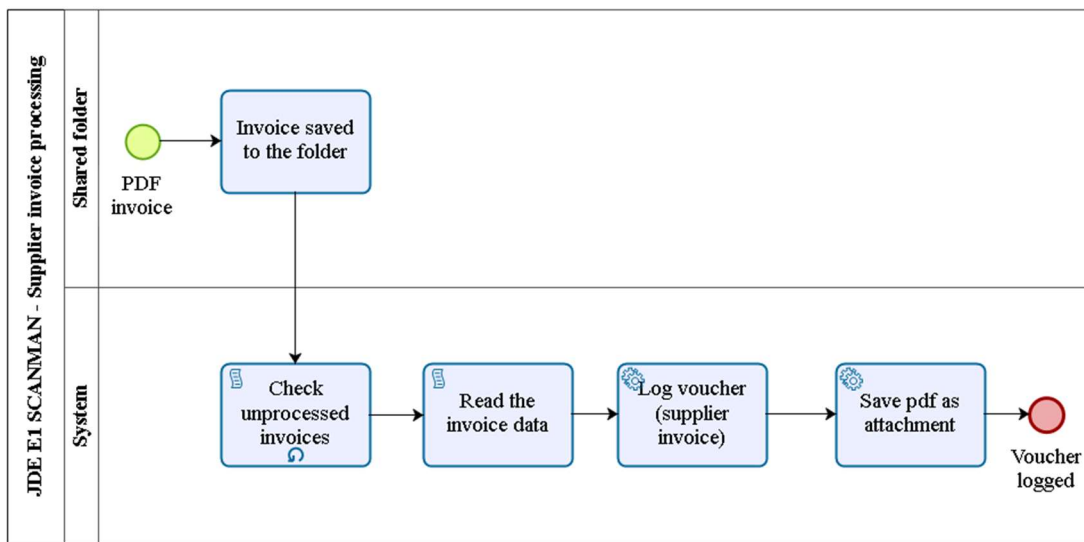 JDE E1 SCANMAN - Supplier invoice processing
Shared folder
PDF
invoice
Invoice saved
to the folder
System
Check
unprocessed
invoices
Read the
invoice data
Log voucher
(supplier
invoice)
Save pdf as
attachment
Voucher
logged